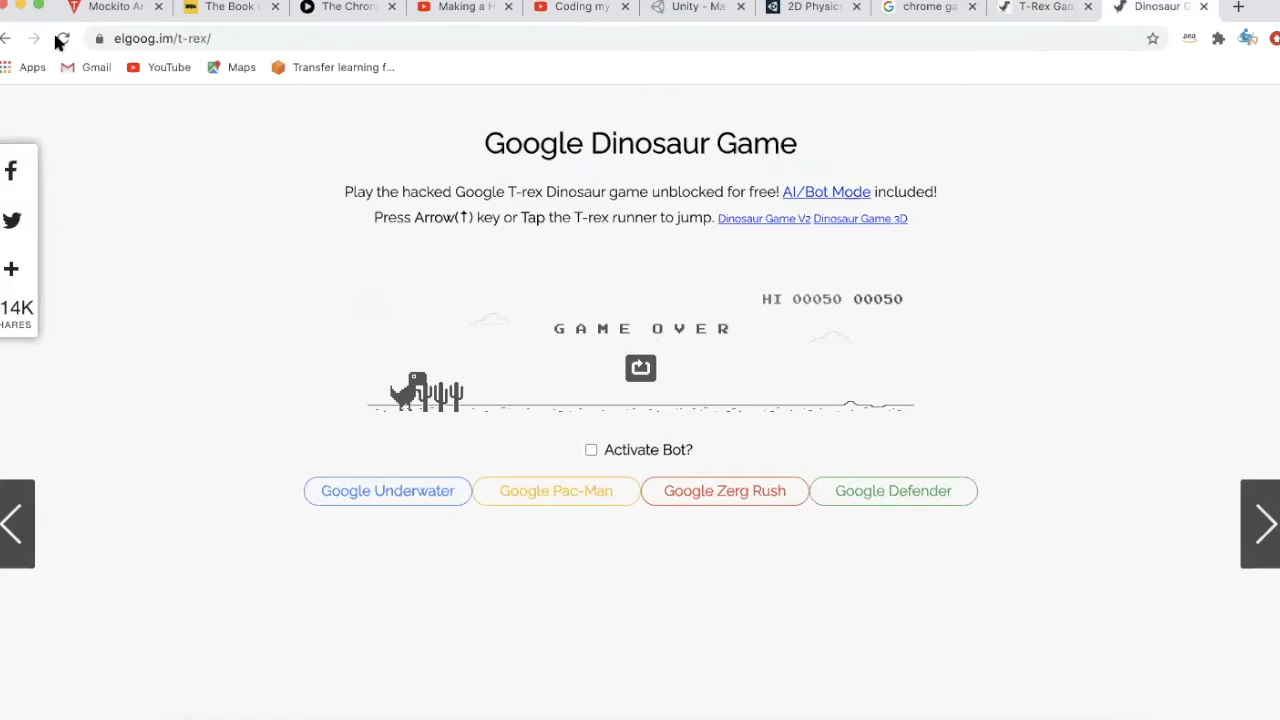 Mockito Ar
The Book
The Chron
Making a H
Coding my
Unity - Ma
2D Physics
chrome ga
T-Rex Gan
Dinosaur G
elgoog.im/t-rex/
Apps
Gmail
YouTube
Maps
Transfer learning f...
Google Dinosaur Game
Play the hacked Google T-rex Dinosaur game unblocked for free! AI/Bot Mode included!
Press Arrow(↑) key or Tap the T-rex runner to jump. Dinosaur Game V2 Dinosaur Game 3D
14K
HARES
HI 00050 00050
GAME OVER
Activate Bot?
Google Underwater
Google Pac-Man
Google Zerg Rush
Google Defender